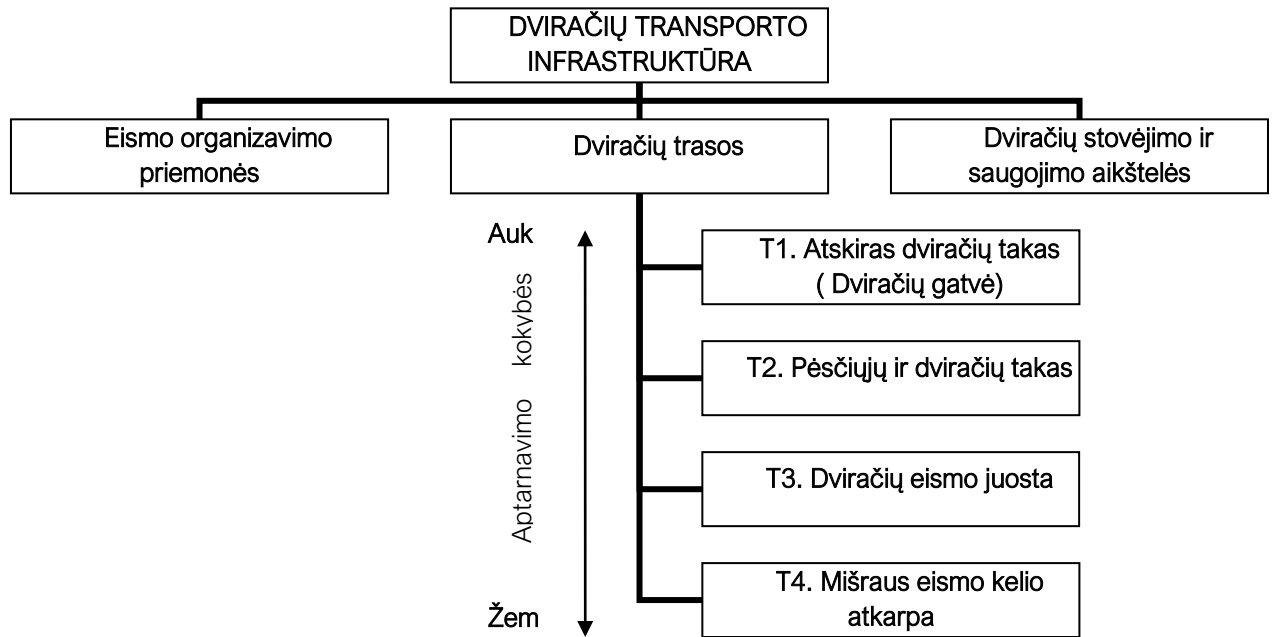 DVIRAČIŲ TRANSPORTO
INFRASTRUKTŪRA
Eismo organizavimo
priemonės
Dviračių trasos
Dviračių stovėjimo ir
saugojimo aikštelės
Auk
Aptarnavimo kokybės
Žem
T1. Atskiras dviračių takas
( Dviračių gatvė)
T2. Pėsčiųjų ir dviračių takas
T3. Dviračių eismo juosta
T4. Mišraus eismo kelio
atkarpa